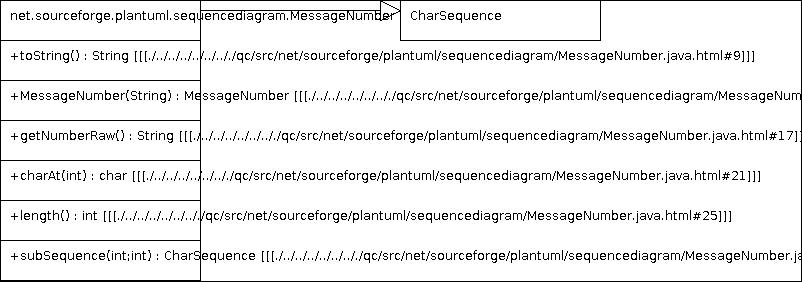 net.sourceforge.plantuml.sequencediagram.MessageNumber
CharSequence
+toString() : String [[[./../../../../../../qc/src/net/sourceforge/plantuml/sequencediagram/MessageNumber.java.html#9]]]
+MessageNumber(String) : MessageNumber [[[./../../../../../../qc/src/net/sourceforge/plantuml/sequencediagram/MessageNum
+getNumberRaw() : String [[[./../../../../../../qc/src/net/sourceforge/plantuml/sequencediagram/MessageNumber.java.html#17]]
+charAt(int) : char [[[./../../../../../../qc/src/net/sourceforge/plantuml/sequencediagram/MessageNumber.java.html#21]]]
+length() : int [[[./../../../../../../qc/src/net/sourceforge/plantuml/sequencediagram/MessageNumber.java.html#25]]]
+subSequence(int;int) : CharSequence [[[./../../../../../../qc/src/net/sourceforge/plantuml/sequencediagram/MessageNumber.ja